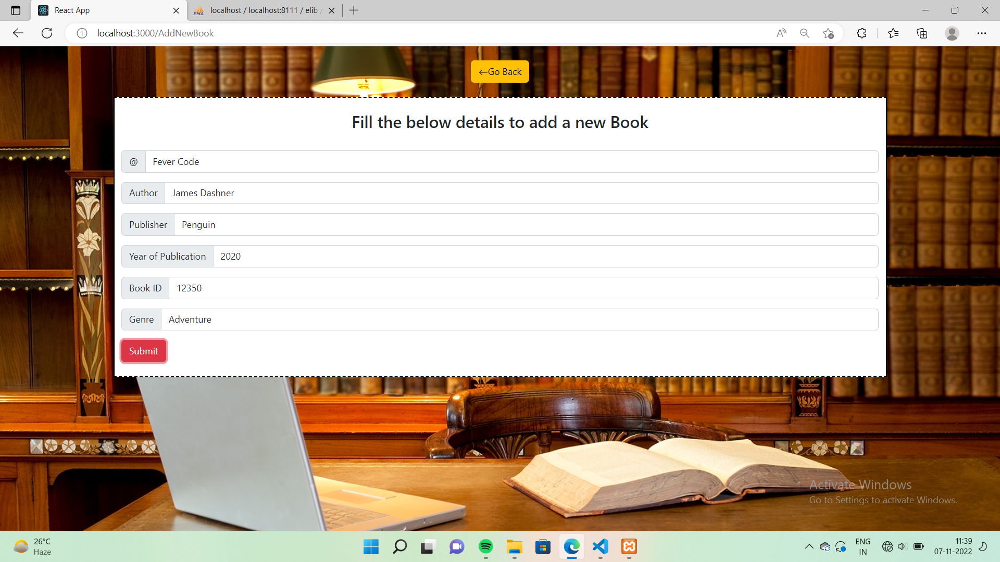 React App
localhost / localhost:8111 / elib /
localhost:3000/AddNewBook
←Go Back
Fill the below details to add a new Book
@ Fever Code
Author James Dashner
Publisher Penguin
Year of Publication 2020
Book ID 12350
Genre Adventure
Submit
Activate Windows
Go to Settings to activate Windows.
26°C
Haze
ENG
IN
11:39
07-11-2022